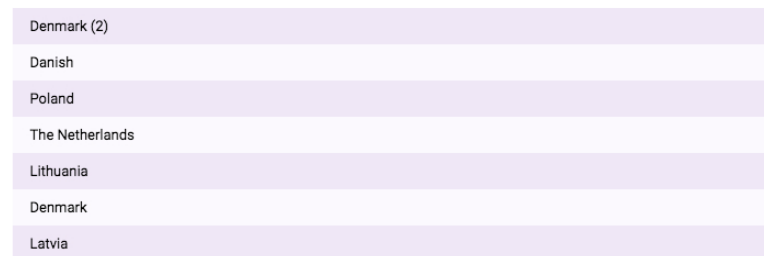 Denmark (2)
Danish
Poland
The Netherlands
Lithuania
Denmark
Latvia